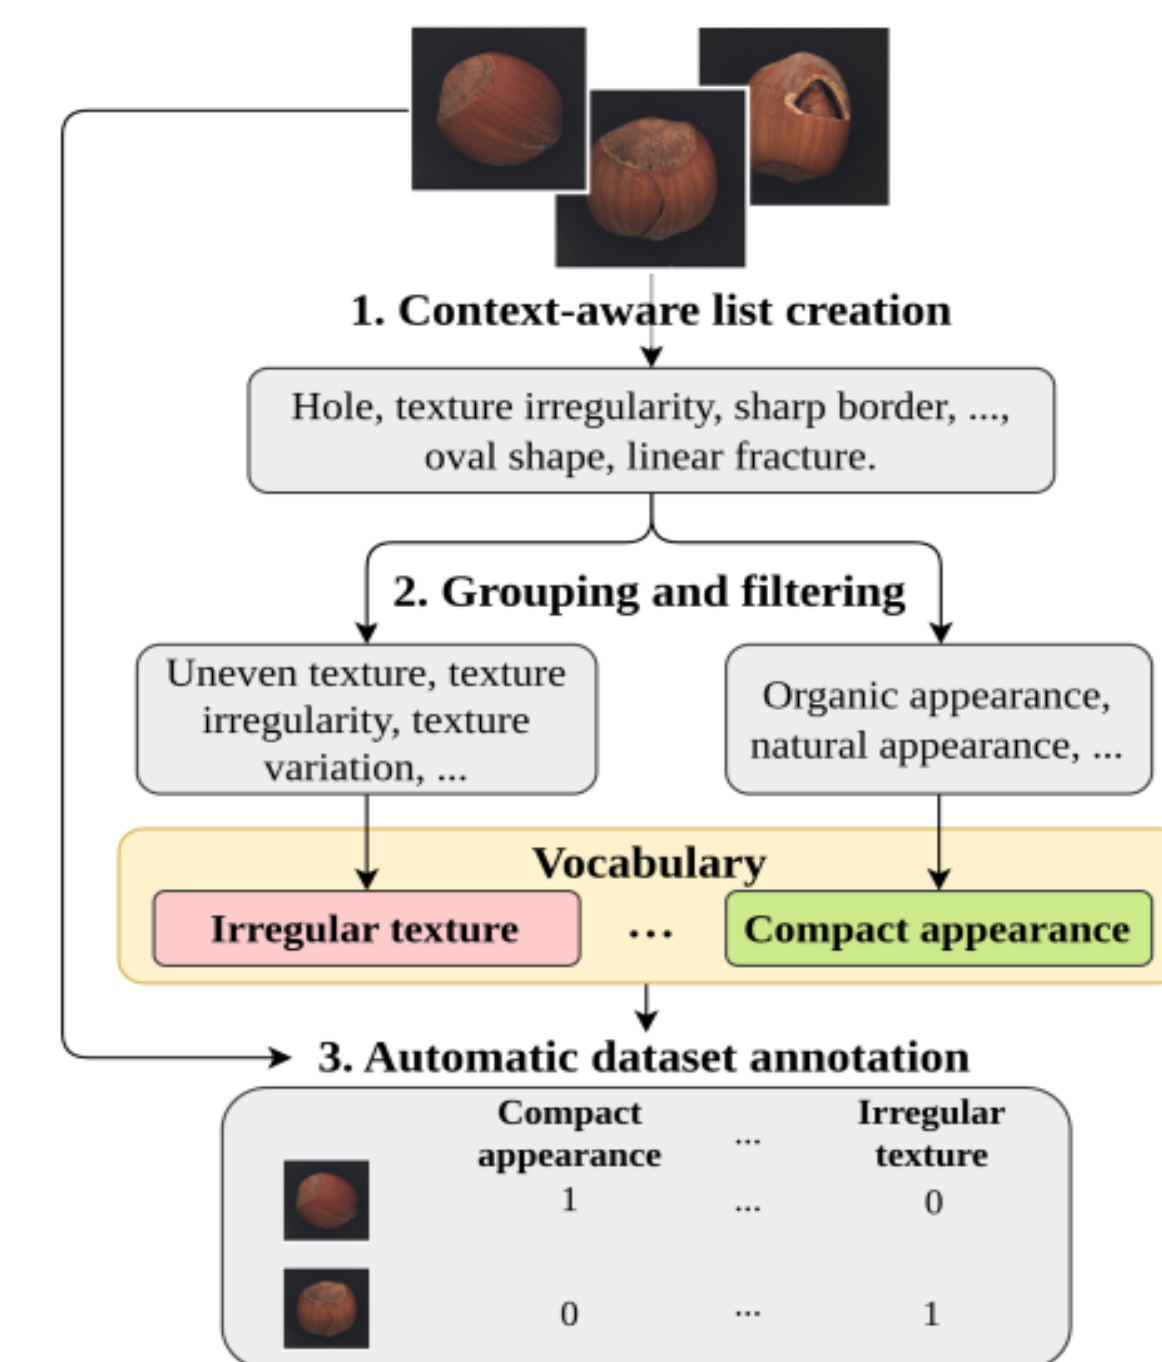 1. Context-aware list creation
Hole, texture irregularity, sharp border, ...,
oval shape, linear fracture.
2. Grouping and filtering
Uneven texture, texture
irregularity, texture
variation, ...
Organic appearance,
natural appearance, ...
Vocabulary
Irregular texture
...
Compact appearance
3. Automatic dataset annotation
Compact
appearance
...
Irregular
texture
1 ... 0
0 ... 1